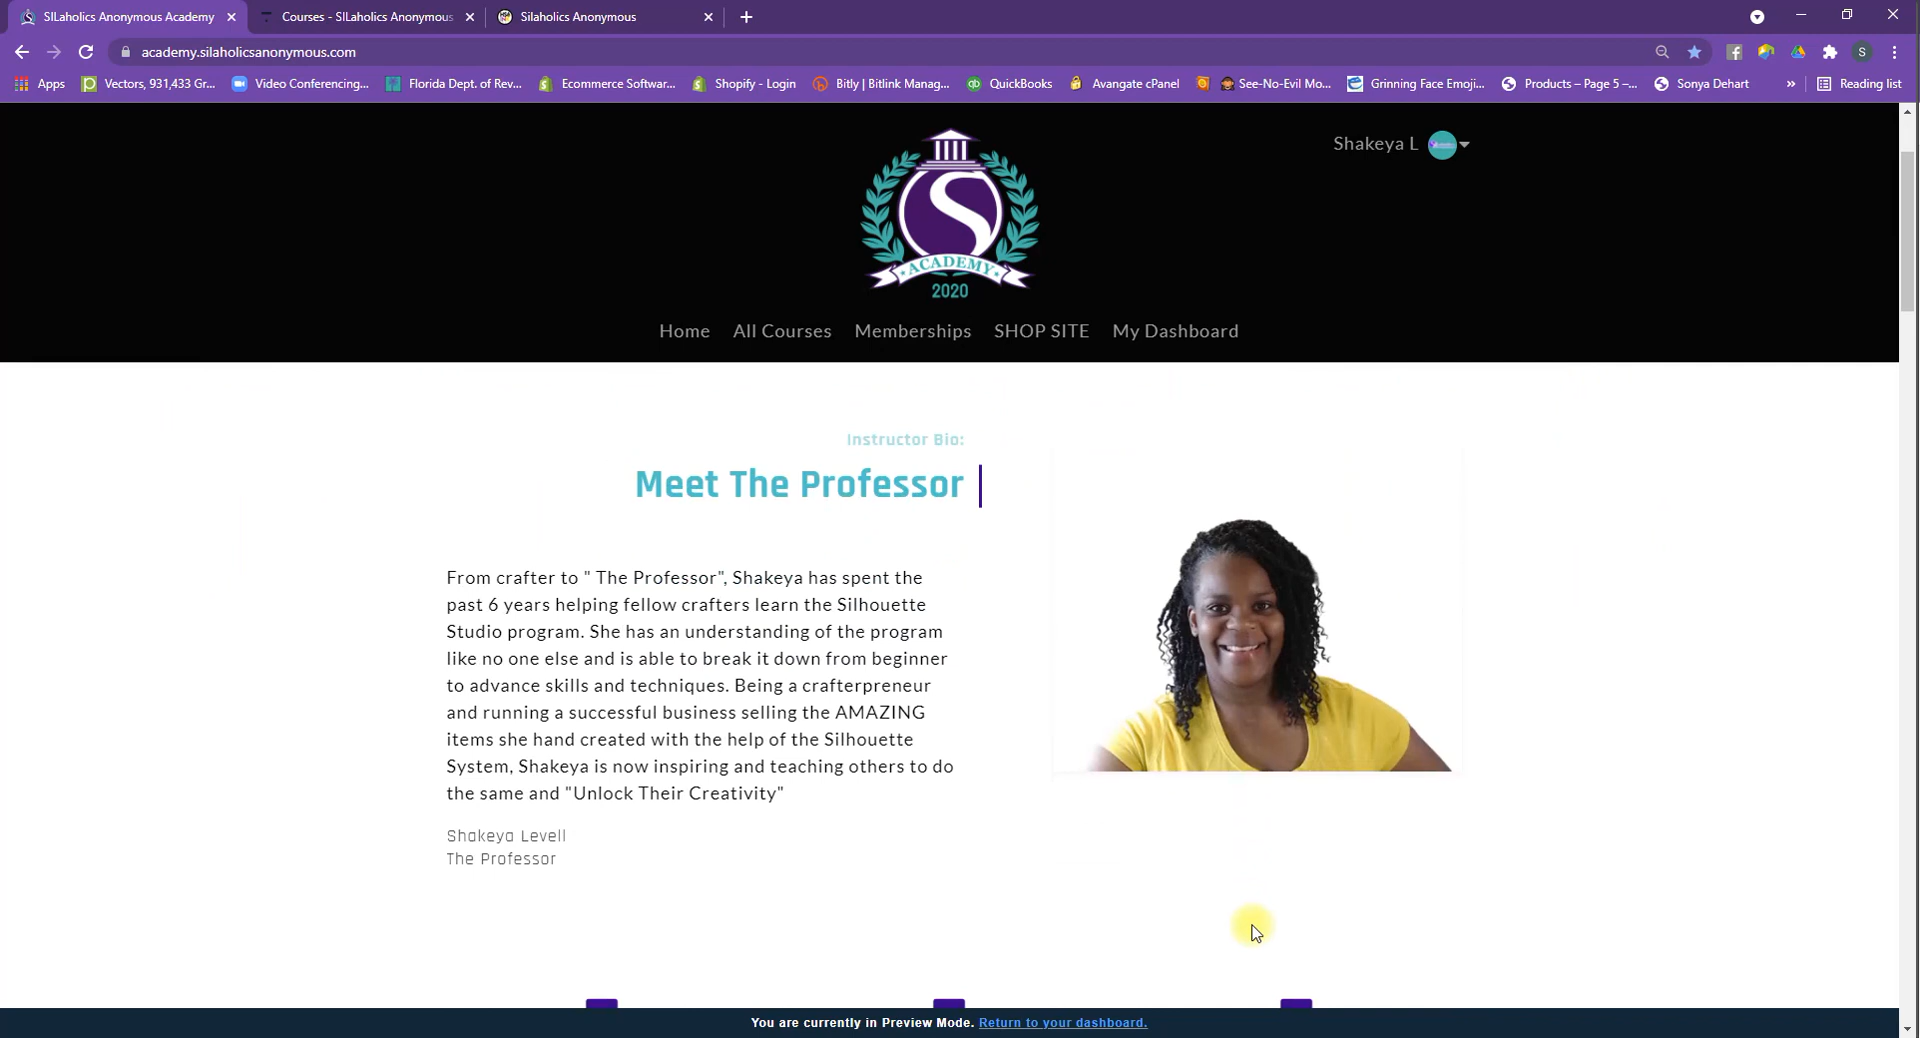 SILaholics Anonymous Academy
Courses - SILaholics Anonymous
Silaholics Anonymous
academy.silaholicsanonymous.com
S
Apps
Vectors, 931,433 Gr...
Video Conferencing...
Florida Dept. of Rev...
Ecommerce Softwar...
Shopify - Login
Bitly | Bitlink Manag...
QuickBooks
Avangate cPanel
See-No-Evil Mo...
Grinning Face Emoji...
Products – Page 5 –...
Sonya Dehart
»
Reading list
S
ACADEMY
2020
Shakeya L
Home
All Courses
Memberships
SHOP SITE
My Dashboard
Instructor Bio:
Meet The Professor
From crafter to " The Professor", Shakeya has spent the
past 6 years helping fellow crafters learn the Silhouette
Studio program. She has an understanding of the program
like no one else and is able to break it down from beginner
to advance skills and techniques. Being a crafterpreneur
and running a successful business selling the AMAZING
items she hand created with the help of the Silhouette
System, Shakeya is now inspiring and teaching others to do
the same and "Unlock Their Creativity"
Shakeya Levell
The Professor
You are currently in Preview Mode. Return to your dashboard.